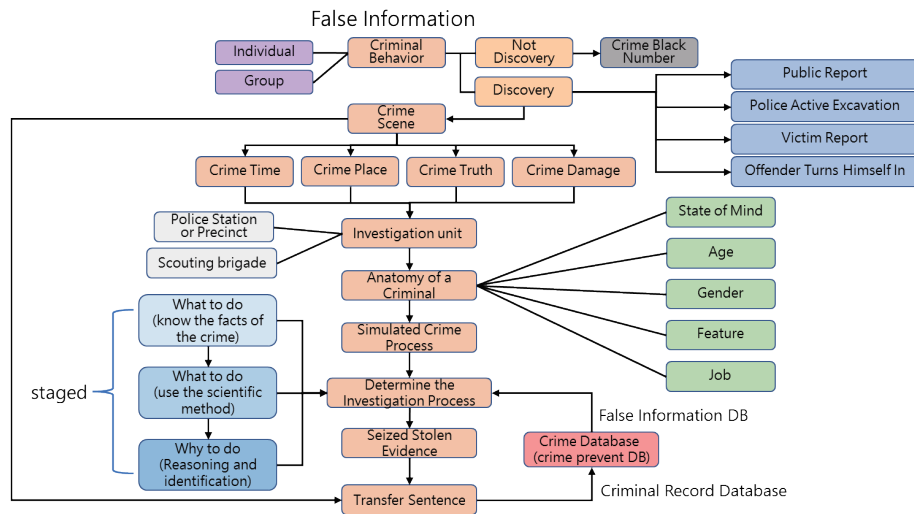 False Information
Individual
Group
Criminal
Behavior
Not
Discovery
Discovery
Crime Black
Number
Public Report
Police Active Excavation
Victim Report
Offender Turns Himself In
Crime
Scene
Crime Time
Crime Place
Crime Truth
Crime Damage
Police Station
or Precinct
Scouting brigade
Investigation unit
Anatomy of a
Criminal
State of Mind
Age
Gender
Feature
Job
Simulated Crime
Process
staged
What to do
(know the facts of
the crime)
What to do
(use the scientific
method)
Why to do
(Reasoning and
identification)
Determine the
Investigation Process
Seized Stolen
Evidence
Transfer Sentence
False Information DB
Crime Database
(crime prevent DB)
Criminal Record Database